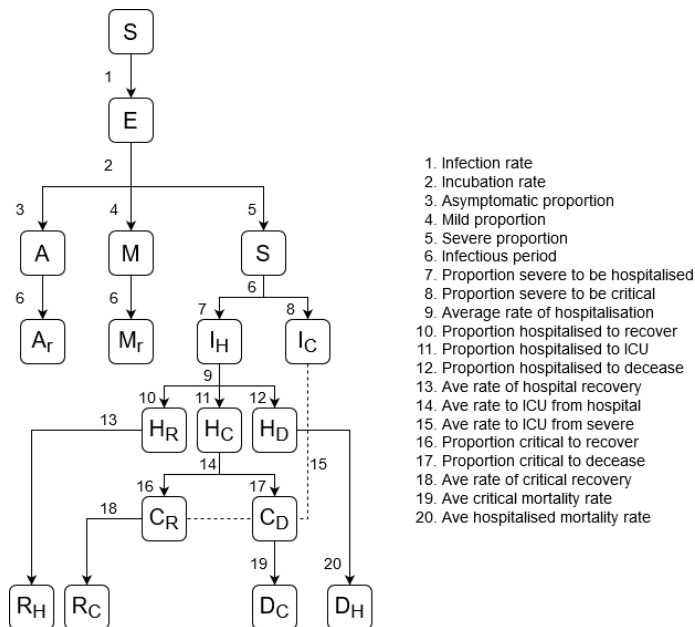 S
1
E
2
3
4
5
A
M
S
6
6
6
7
8
Ar
Mr
IH
IC
9
10
11
12
13
HR
HC
HD
14
15
16
17
18
CR
CD
19
20
RH
RC
DC
DH
1. Infection rate
2. Incubation rate
3. Asymptomatic proportion
4. Mild proportion
5. Severe proportion
6. Infectious period
7. Proportion severe to be hospitalised
8. Proportion severe to be critical
9. Average rate of hospitalisation
10. Proportion hospitalised to recover
11. Proportion hospitalised to ICU
12. Proportion hospitalised to decease
13. Ave rate of hospital recovery
14. Ave rate to ICU from hospital
15. Ave rate to ICU from severe
16. Proportion critical to recover
17. Proportion critical to decease
18. Ave rate of critical recovery
19. Ave critical mortality rate
20. Ave hospitalised mortality rate